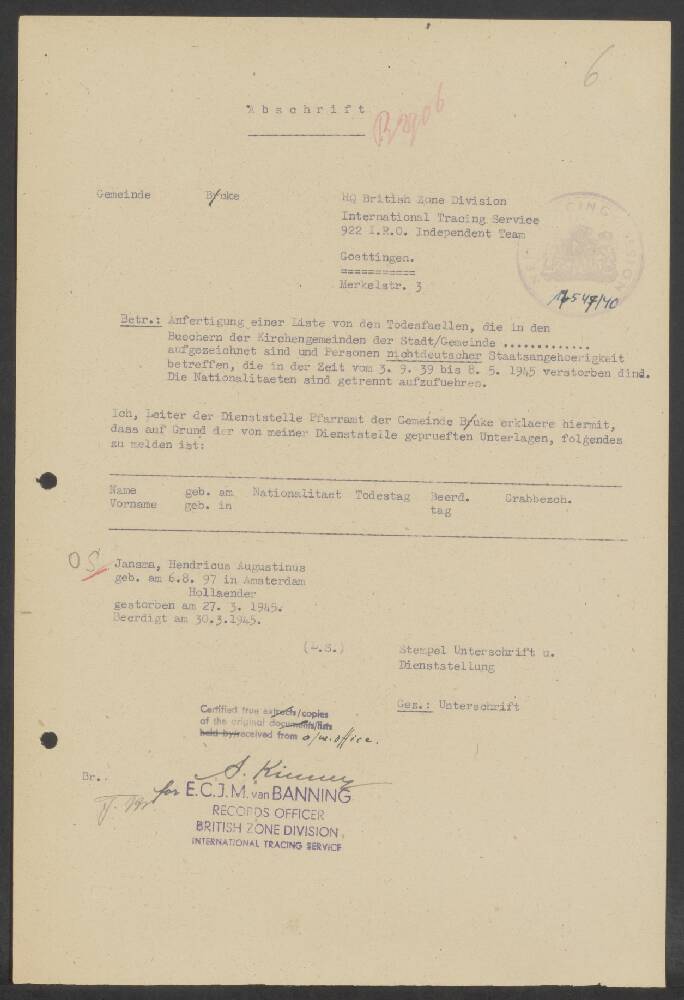 6
Abschrift
Gemeinde Byuke
HQ British Zone Division
International Tracing Service
922 I.R.O. Independent Team
Goettingen.
===========
Merkelstr. 3
Betr.: Anfertigung einer Liste von den Todesfaellen, die in den
Buechern der Kirchengemeinden der Stadt/Gemeinde .............
aufgezeichnet sind und Personen nichtdeutscher Staatsangehoerigkeit
betreffen, die in der Zeit vom 3. 9. 39 bis 8. 5. 1945 verstorben dind.
Die Nationalitaeten sind getrennt aufzufuehren.
Ich, Leiter der Dienststelle Pfarramt der Gemeinde Byuke erklaere hiermit,
dass auf Grund der von meiner Dienststelle geprueften Unterlagen, folgendes
zu melden ist:
Name geb. am Nationalitaet Todestag Beerd. Grabbezch.
Vorname geb. in tag
OS Jansma, Hendricus Augustinus
geb. am 6.8. 97 in Amsterdam
Hollaender
gestorben am 27. 3. 1945.
Beerdigt am 30.3.1945.
(L.S.)
Stempel Unterschrift u.
Dienststellung
Gez.: Unterschrift
Certified true extracts/copies
of the original documents/lists
held by/received from
Br.
for E.C.J.M. van BANNING
RECORDS OFFICER
BRITISH ZONE DIVISION,
INTERNATIONAL TRACING SERVICE